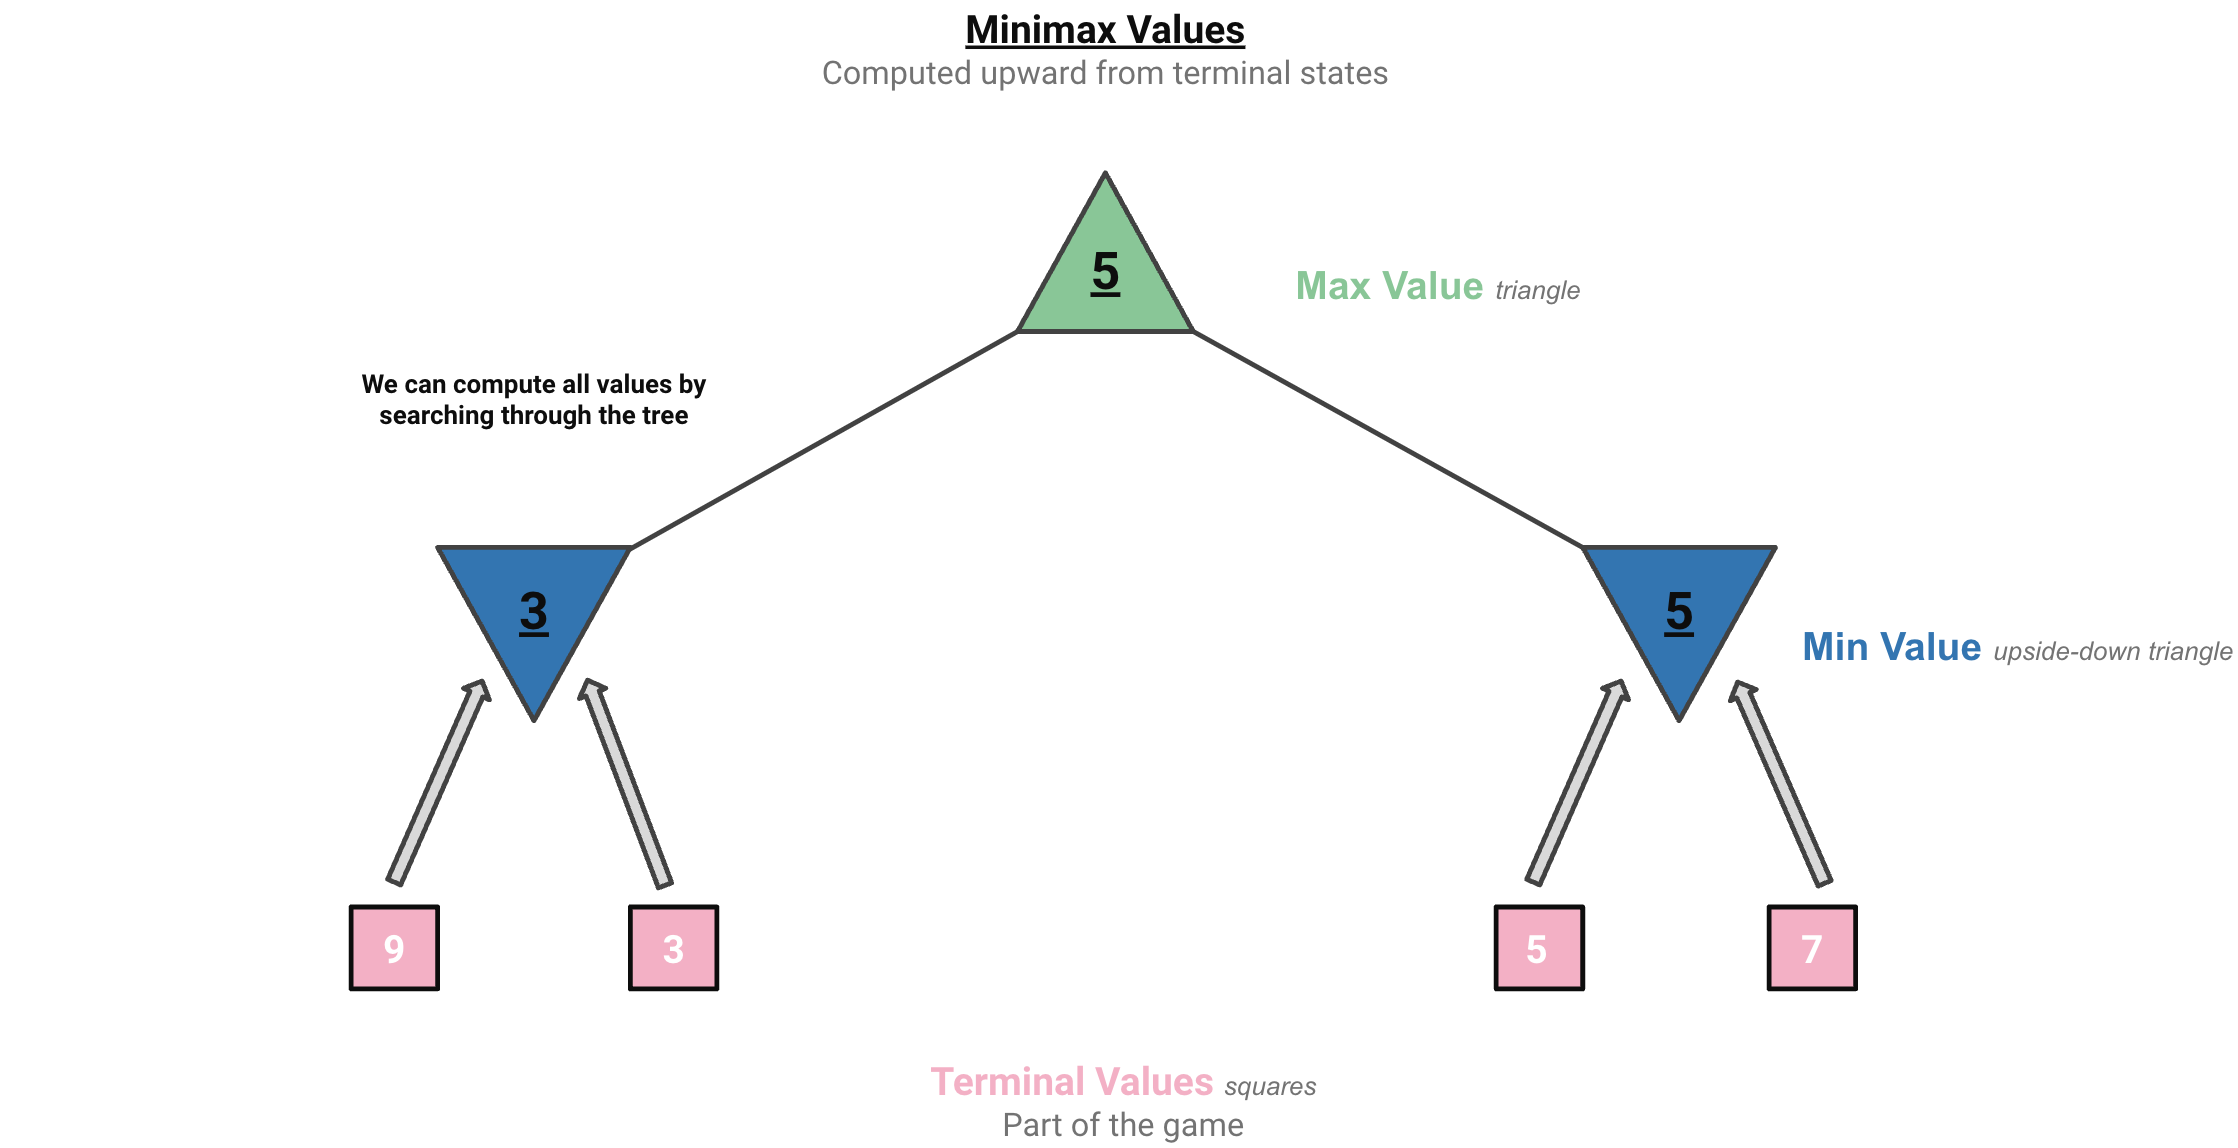 Minimax Values
Computed upward from terminal states
5
Max Value triangle
We can compute all values by
searching through the tree
3
5
Min Value upside-down triangle
9
3
5
7
Terminal Values squares
Part of the game